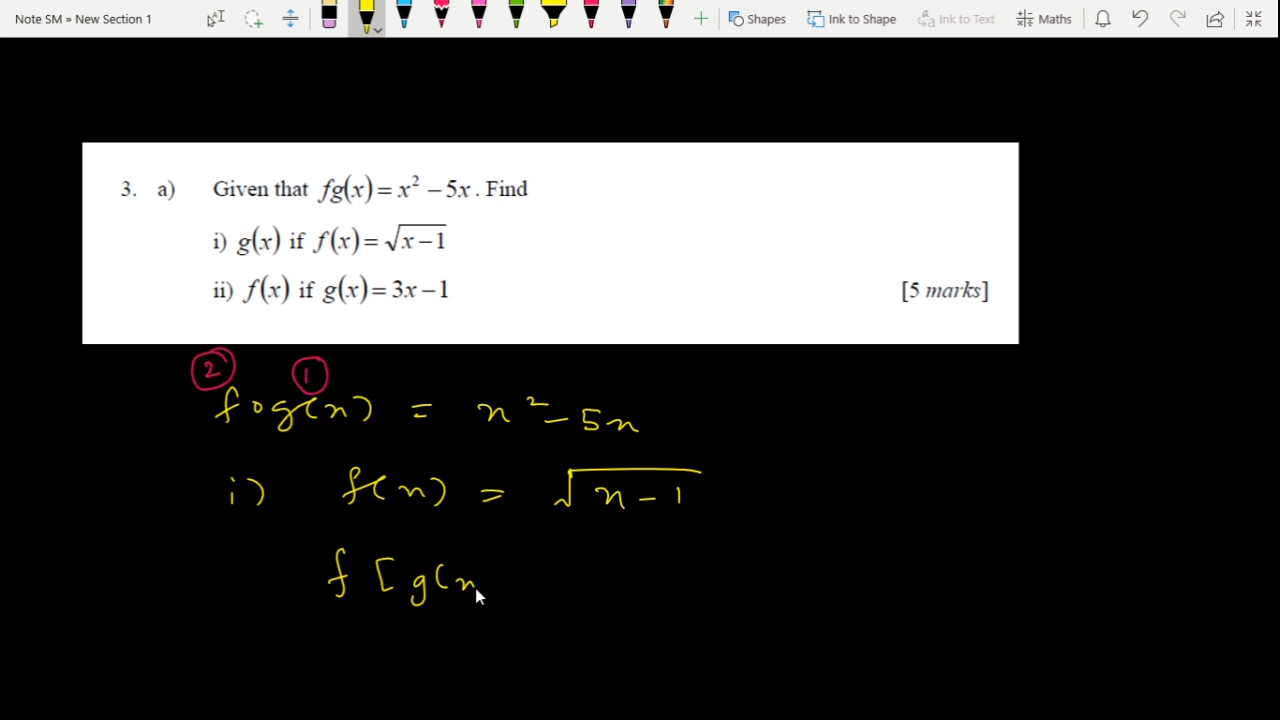 Note SM » New Section 1 Shapes Ink to Shape Ink to Text Maths
3. a) Given that fg(x) = x² – 5x. Find
i) g(x) if f(x) = √x – 1
ii) f(x) if g(x) = 3x – 1 [5 marks]
2 1
fog(x) = x² – 5x
i) f(x) = √x – 1
f [g(x